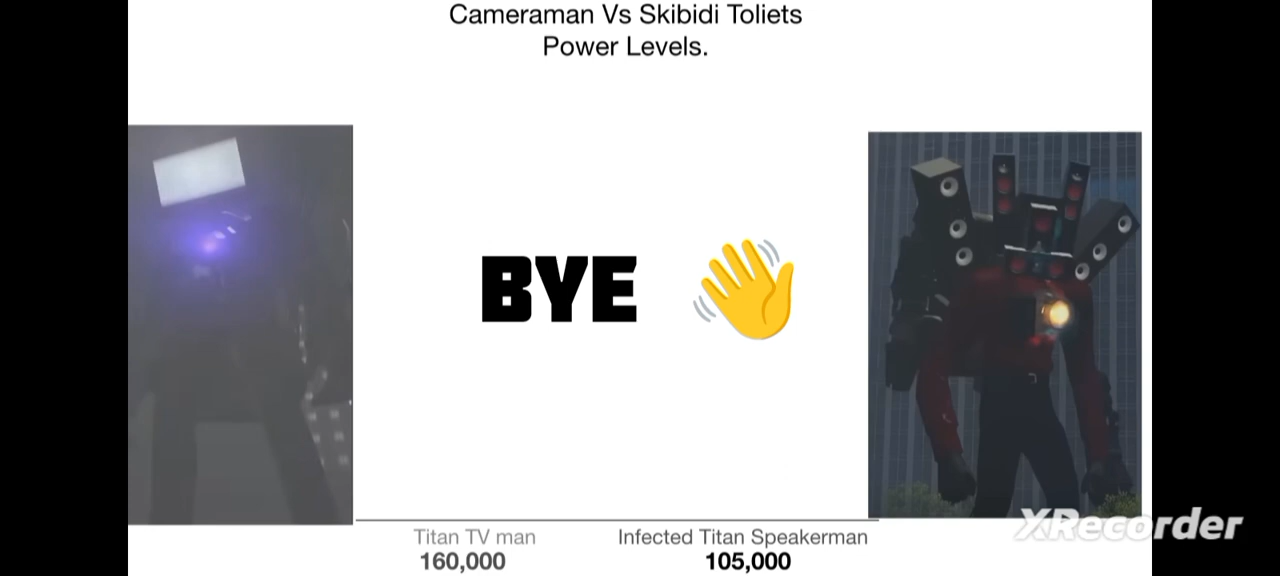 Cameraman Vs Skibidi Toliets
Power Levels.
BYE
Titan TV man
160,000
Infected Titan Speakerman
105,000
XRecorder